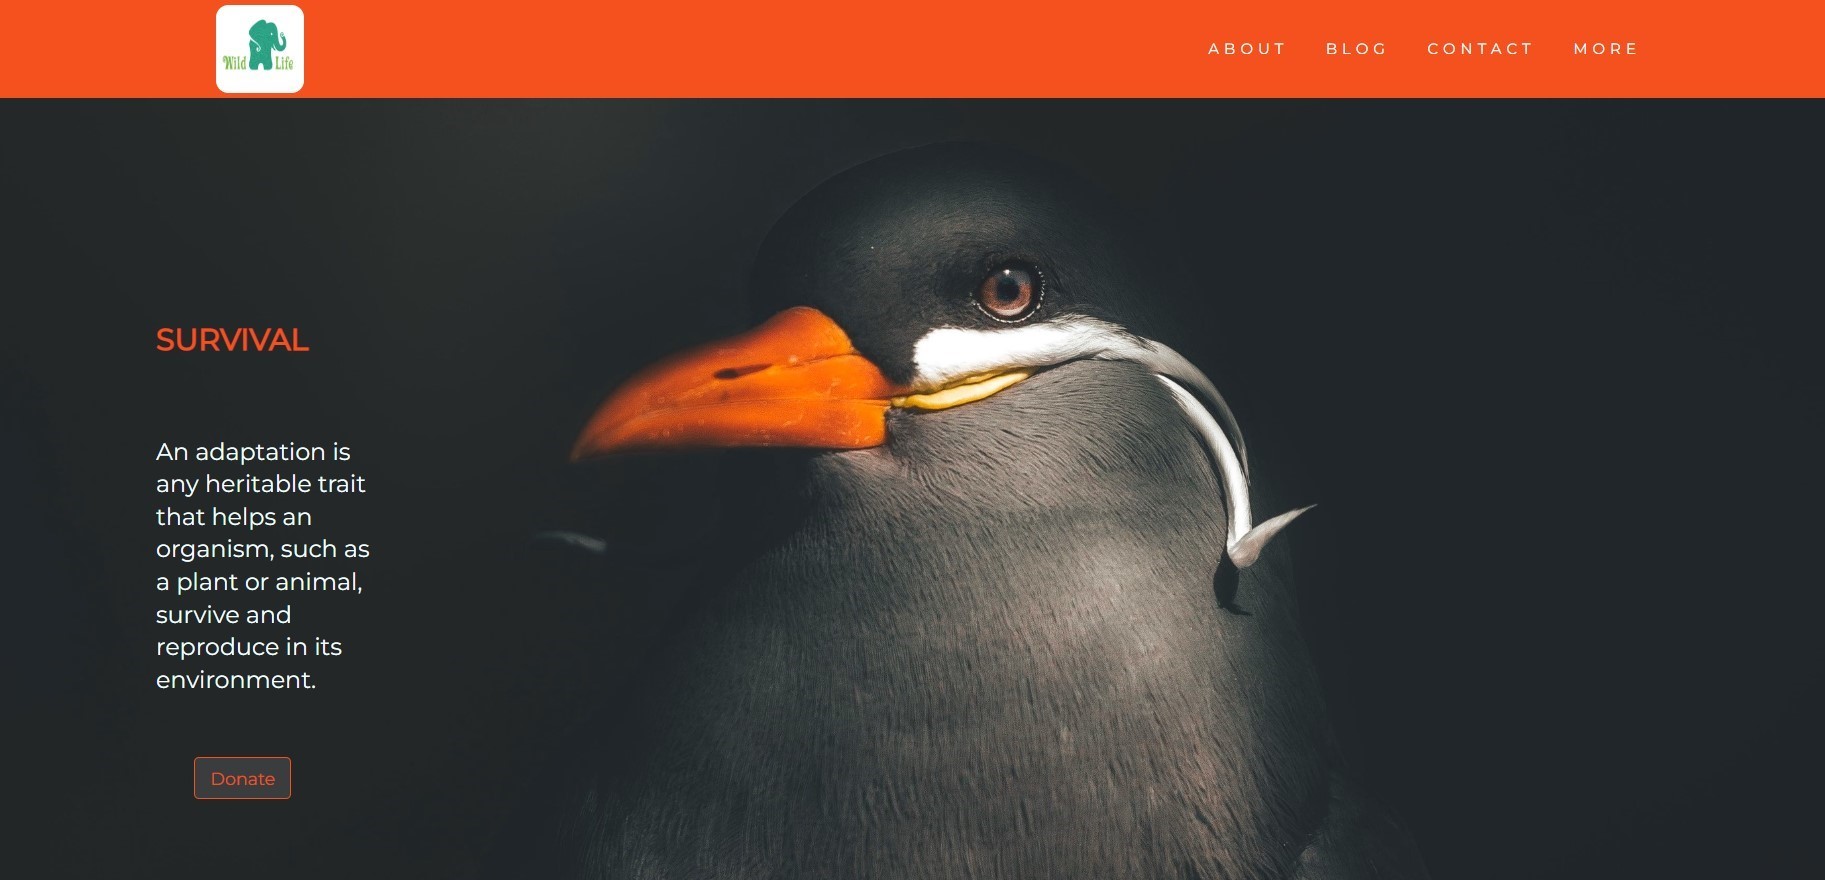 Wild Life
ABOUT BLOG CONTACT MORE
SURVIVAL
An adaptation is
any heritable trait
that helps an
organism, such as
a plant or animal,
survive and
reproduce in its
environment.
Donate